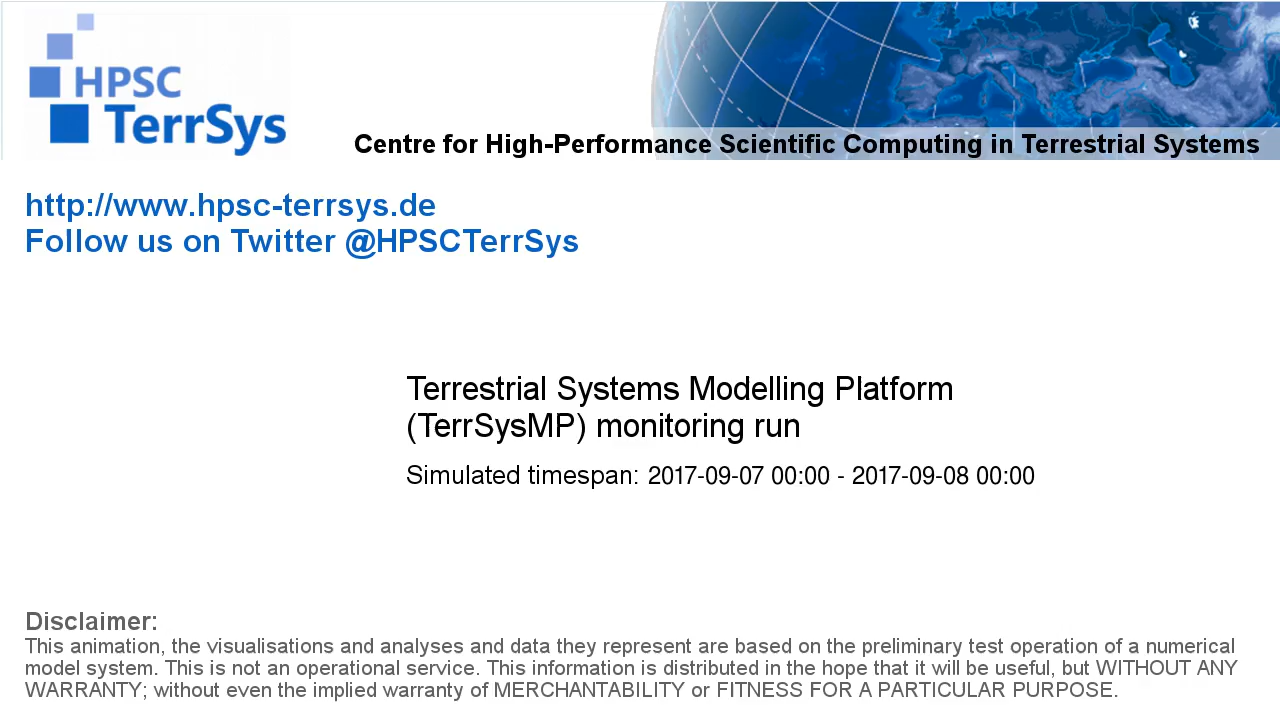 HPSC
TerrSys
Centre for High-Performance Scientific Computing in Terrestrial Systems
http://www.hpsc-terrsys.de
Follow us on Twitter @HPSCTerrSys
Terrestrial Systems Modelling Platform
(TerrSysMP) monitoring run
Simulated timespan: 2017-09-07 00:00 - 2017-09-08 00:00
Disclaimer:
This animation, the visualisations and analyses and data they represent are based on the preliminary test operation of a numerical
model system. This is not an operational service. This information is distributed in the hope that it will be useful, but WITHOUT ANY
WARRANTY; without even the implied warranty of MERCHANTABILITY or FITNESS FOR A PARTICULAR PURPOSE.